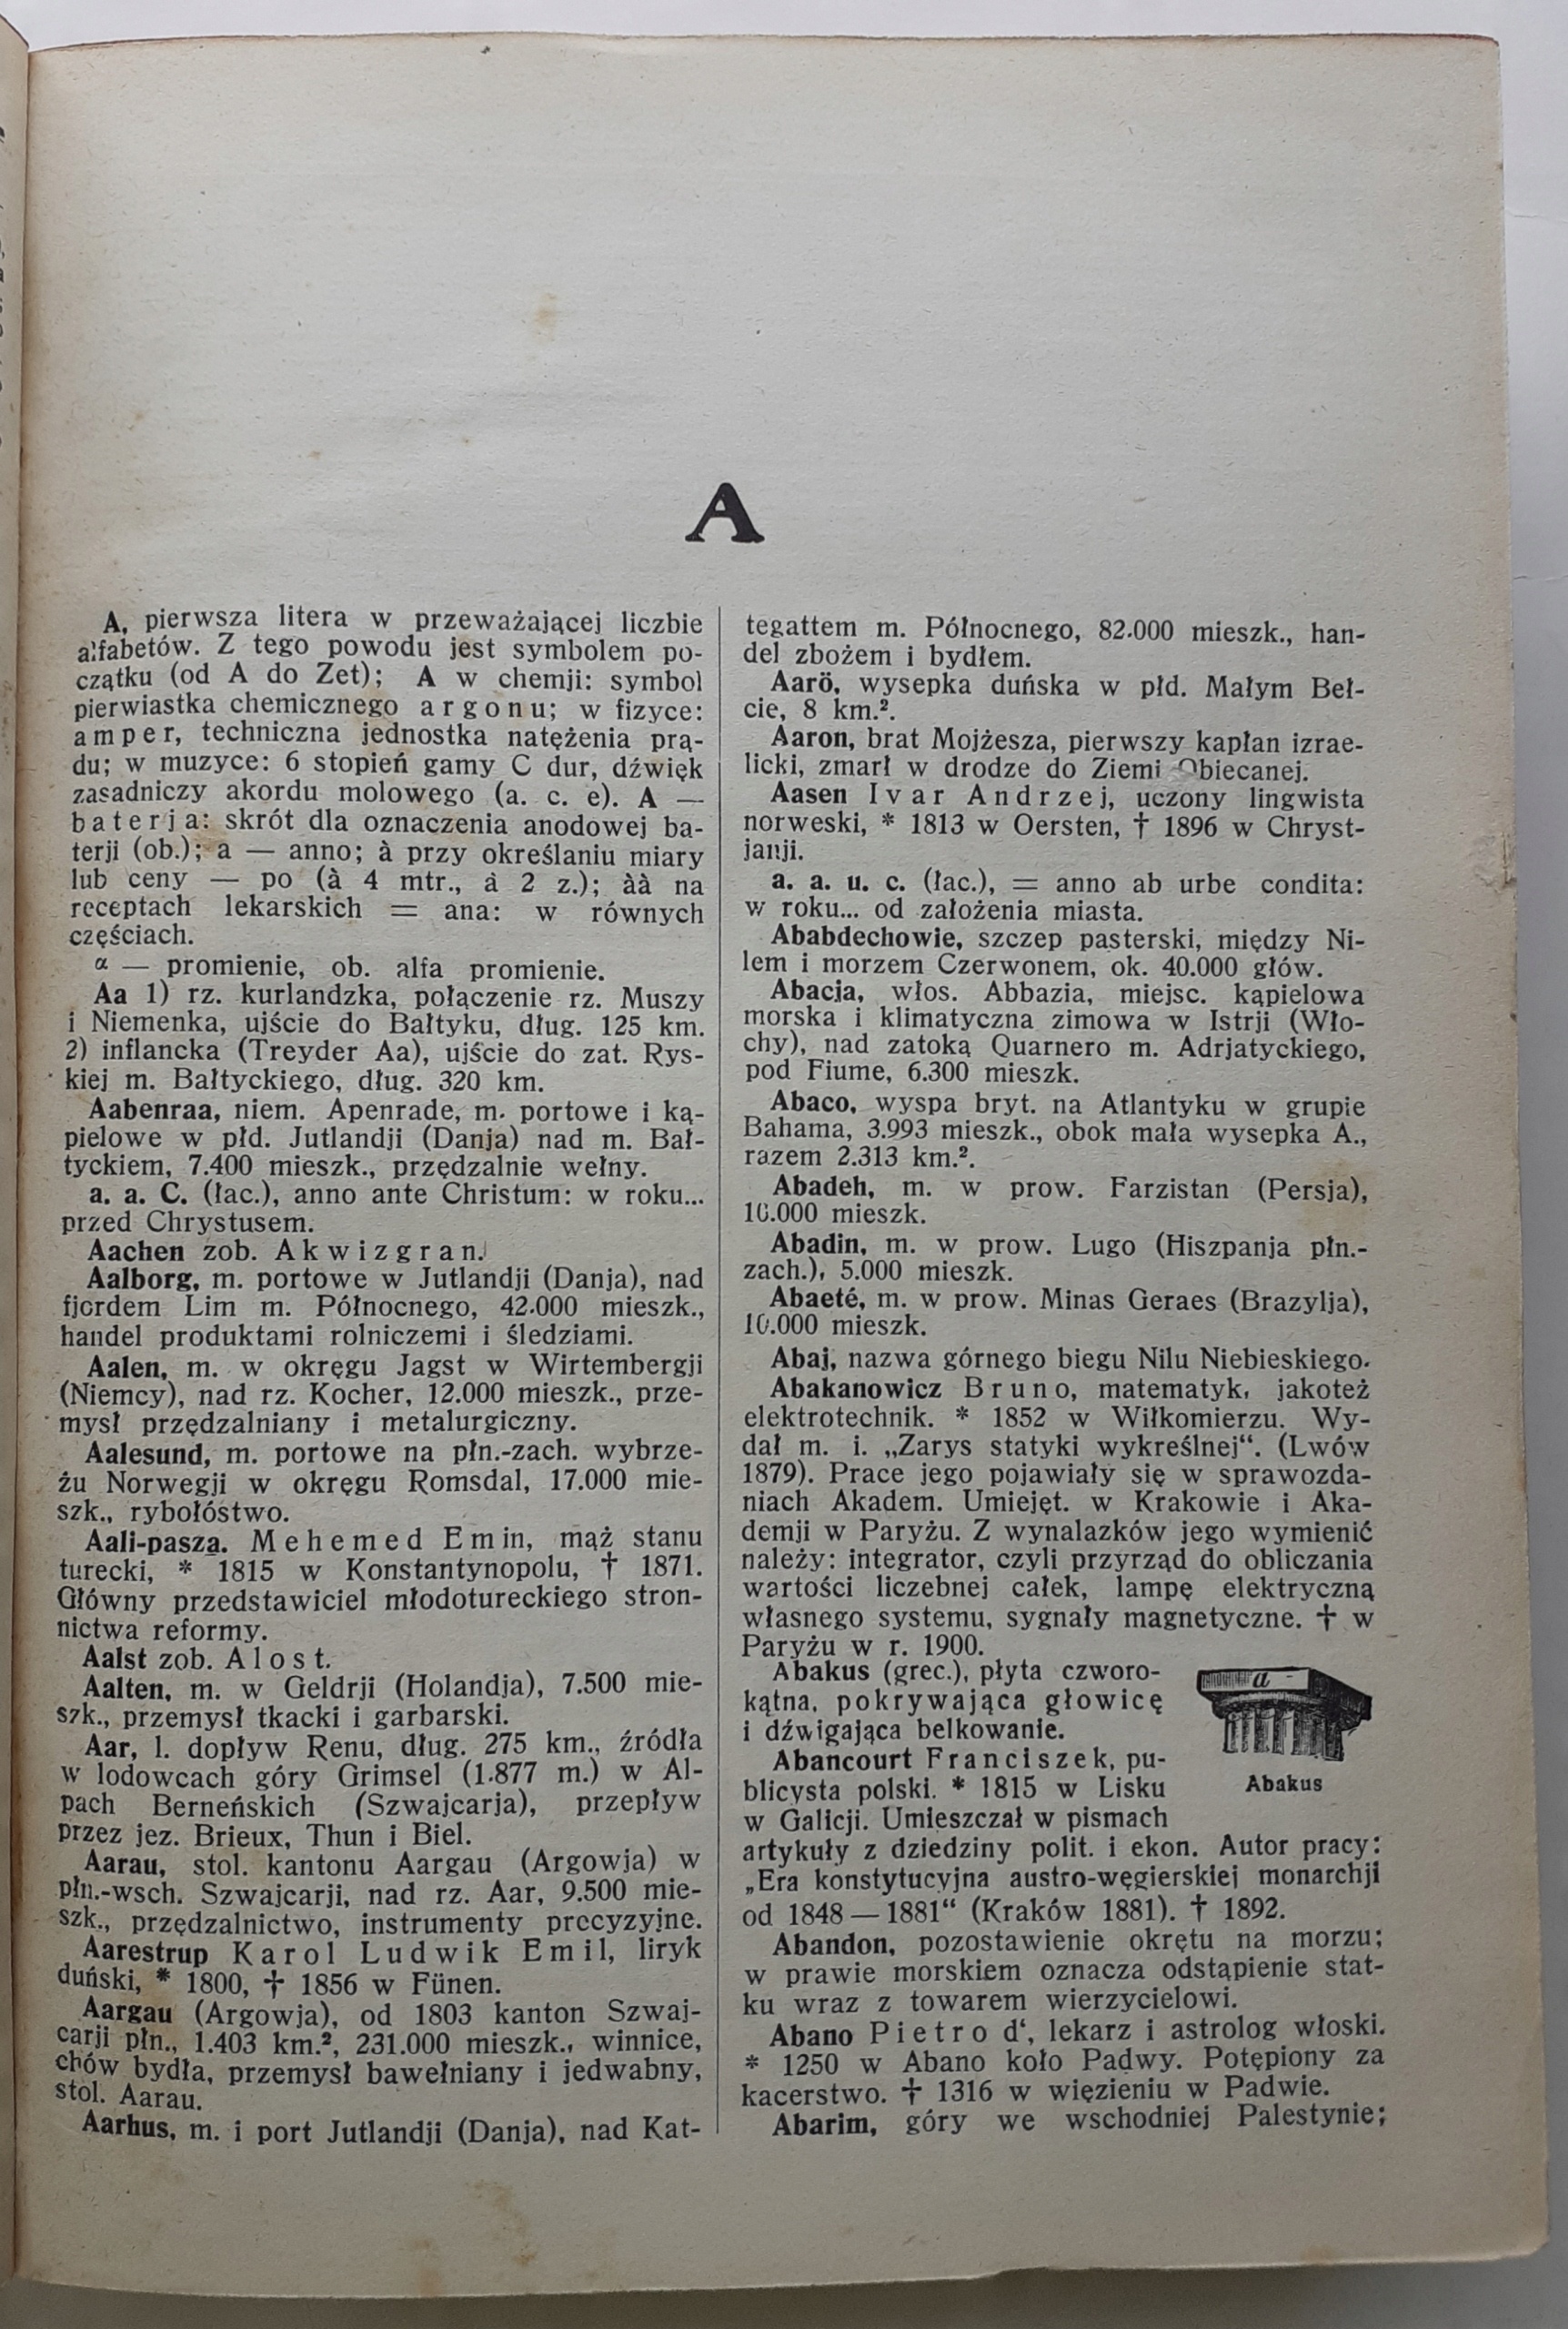 A
A, pierwsza litera w przeważającej liczbie
alfabetów. Z tego powodu jest symbolem po-
czątku (od A do Zet); A w chemji: symbol
pierwiastka chemicznego argonu; w fizyce:
amper, techniczna jednostka natężenia prą-
du; w muzyce: 6 stopień gamy C dur, dźwięk
zasadniczy akordu molowego (a. c. e). A —
baterja: skrót dla oznaczenia anodowej ba-
terji (ob.); a — anno; à przy określaniu miary
lub ceny — po (à 4 mtr., à 2 z.); àà na
receptach lekarskich = ana: w równych
częściach.
α — promienie, ob. alfa promienie.
Aa 1) rz. kurlandzka, połączenie rz. Muszy
i Niemenka, ujście do Bałtyku, dług. 125 km.
2) inflancka (Treyder Aa), ujście do zat. Rys-
kiej m. Bałtyckiego, dług. 320 km.
Aabenraa, niem. Apenrade, m. portowe i ką-
pielowe w płd. Jutlandji (Danja) nad m. Bał-
tyckiem, 7.400 mieszk., przędzalnie wełny.
a. a. C. (łac.), anno ante Christum: w roku...
przed Chrystusem.
Aachen zob. Akwizgran.
Aalborg, m. portowe w Jutlandji (Danja), nad
fjordem Lim m. Północnego, 42.000 mieszk.,
handel produktami rolniczemi i śledziami.
Aalen, m. w okręgu Jagst w Wirtembergji
(Niemcy), nad rz. Kocher, 12.000 mieszk., prze-
mysł przędzalniany i metalurgiczny.
Aalesund, m. portowe na płn.-zach. wybrze-
żu Norwegji w okręgu Romsdal, 17.000 mie-
szk., rybołóstwo.
Aali-pasza. Mehemed Emin, mąż stanu
turecki, * 1815 w Konstantynopolu, † 1871.
Główny przedstawiciel młodotureckiego stron-
nictwa reformy.
Aalst zob. Alost.
Aalten, m. w Geldrji (Holandja), 7.500 mie-
szk., przemysł tkacki i garbarski.
Aar, l. dopływ Renu, dług. 275 km., źródła
w lodowcach góry Grimsel (1.877 m.) w Al-
pach Berneńskich (Szwajcarja), przepływ
przez jez. Brieux, Thun i Biel.
Aarau, stol. kantonu Aargau (Argowja) w
płn.-wsch. Szwajcarji, nad rz. Aar, 9.500 mie-
szk., przędzalnictwo, instrumenty precyzyjne.
Aarestrup Karol Ludwik Emil, liryk
duński, * 1800, † 1856 w Fünen.
Aargau (Argowja), od 1803 kanton Szwaj-
carji płn., 1.403 km.², 231.000 mieszk., winnice,
chów bydła, przemysł bawełniany i jedwabny,
stol. Aarau.
Aarhus, m. i port Jutlandji (Danja), nad Kat-
tegattem m. Północnego, 82.000 mieszk., han-
del zbożem i bydłem.
Aarö, wysepka duńska w płd. Małym Beł-
cie, 8 km.².
Aaron, brat Mojżesza, pierwszy kapłan izrae-
licki, zmarł w drodze do Ziemi Obiecanej.
Aasen Ivar Andrzej, uczony lingwista
norweski, * 1813 w Oersten, † 1896 w Chryst-
janji.
a. a. u. c. (łac.), = anno ab urbe condita:
w roku... od założenia miasta.
Ababdechowie, szczep pasterski, między Ni-
lem i morzem Czerwonem, ok. 40.000 głów.
Abacja, włos. Abbazia, miejsc. kąpielowa
morska i klimatyczna zimowa w Istrji (Wło-
chy), nad zatoką Quarnero m. Adrjatyckiego,
pod Fiume, 6.300 mieszk.
Abaco, wyspa bryt. na Atlantyku w grupie
Bahama, 3.993 mieszk., obok mała wysepka A.,
razem 2.313 km.².
Abadeh, m. w prow. Farzistan (Persja),
10.000 mieszk.
Abadin, m. w prow. Lugo (Hiszpanja płn.-
zach.), 5.000 mieszk.
Abaeté, m. w prow. Minas Geraes (Brazylja),
10.000 mieszk.
Abaj, nazwa górnego biegu Nilu Niebieskiego.
Abakanowicz Bruno, matematyk, jakoteż
elektrotechnik. * 1852 w Wiłkomierzu. Wy-
dał m. i. „Zarys statyki wykreślnej“. (Lwów
1879). Prace jego pojawiały się w sprawozda-
niach Akadem. Umiejęt. w Krakowie i Aka-
demji w Paryżu. Z wynalazków jego wymienić
należy: integrator, czyli przyrząd do obliczania
wartości liczebnej całek, lampę elektryczną
własnego systemu, sygnały magnetyczne. † w
Paryżu w r. 1900.
Abakus (grec.), płyta czworo-
kątna, pokrywająca głowicę
i dźwigająca belkowanie.
a
Abakus
Abancourt Franciszek, pu-
blicysta polski. * 1815 w Lisku
w Galicji. Umieszczał w pismach
artykuły z dziedziny polit. i ekon. Autor pracy:
„Era konstytucyjna austro-węgierskiej monarchji
od 1848 — 1881“ (Kraków 1881). † 1892.
Abandon, pozostawienie okrętu na morzu;
w prawie morskiem oznacza odstąpienie stat-
ku wraz z towarem wierzycielowi.
Abano Pietro d‘, lekarz i astrolog włoski.
* 1250 w Abano koło Padwy. Potępiony za
kacerstwo. † 1316 w więzieniu w Padwie.
Abarim, góry we wschodniej Palestynie;